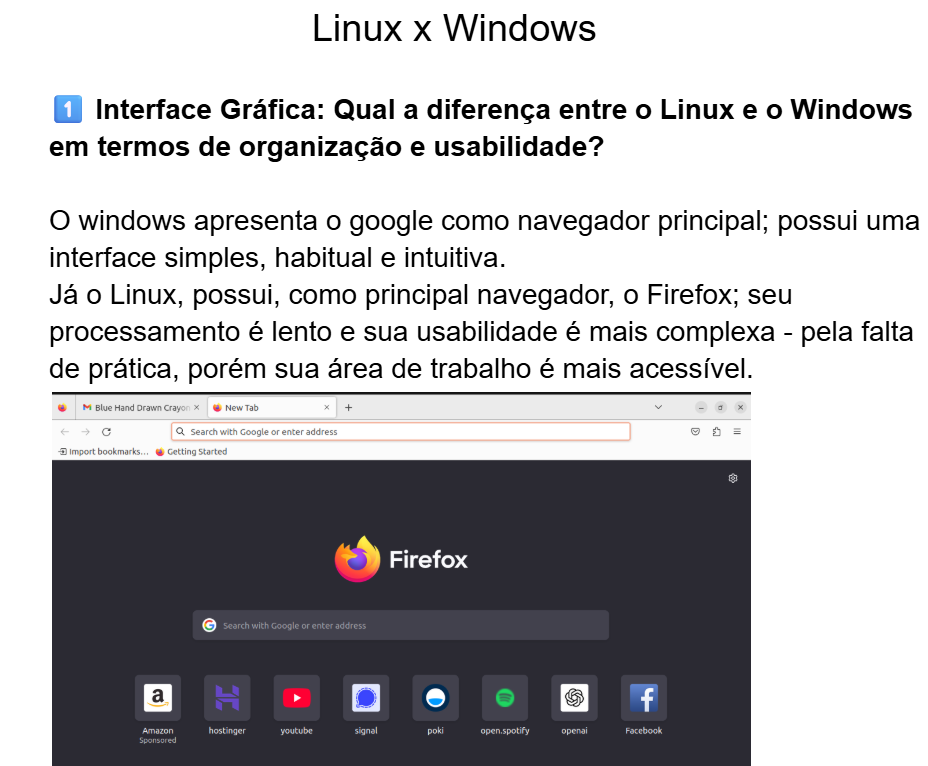 Linux x Windows
1 Interface Gráfica: Qual a diferença entre o Linux e o Windows
em termos de organização e usabilidade?
O windows apresenta o google como navegador principal; possui uma
interface simples, habitual e intuitiva.
Já o Linux, possui, como principal navegador, o Firefox; seu
processamento é lento e sua usabilidade é mais complexa - pela falta
de prática, porém sua área de trabalho é mais acessível.
Blue Hand Drawn Crayon New Tab
Search with Google or enter address
Import bookmarks... Getting Started
Firefox
Search with Google or enter address
a
Amazon hostinger youtube signal poki open.spotify openai Facebook
Sponsored